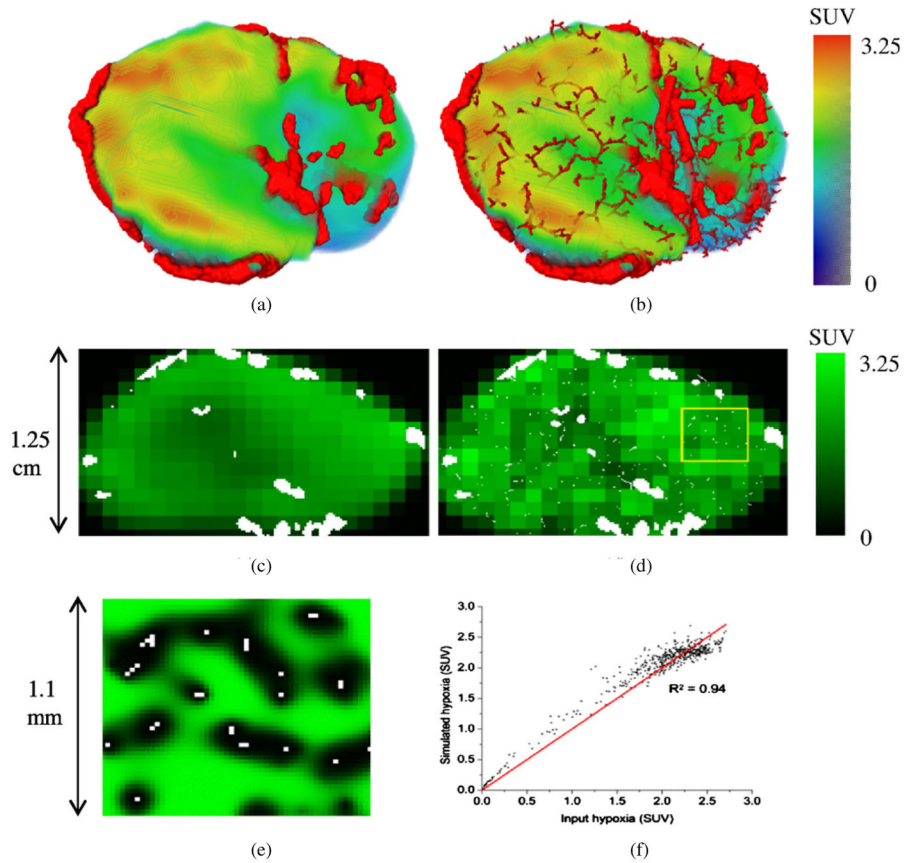 SUV
3.25
0
(a)
(b)
SUV
3.25
0
1.25
cm
(c)
(d)
1.1
mm
(e)
3.0
2.5
2.0
1.5
1.0
0.5
0.0
Simulated hypoxia (SUV)
R² = 0.94
0.0 0.5 1.0 1.5 2.0 2.5 3.0
Input hypoxia (SUV)
(f)